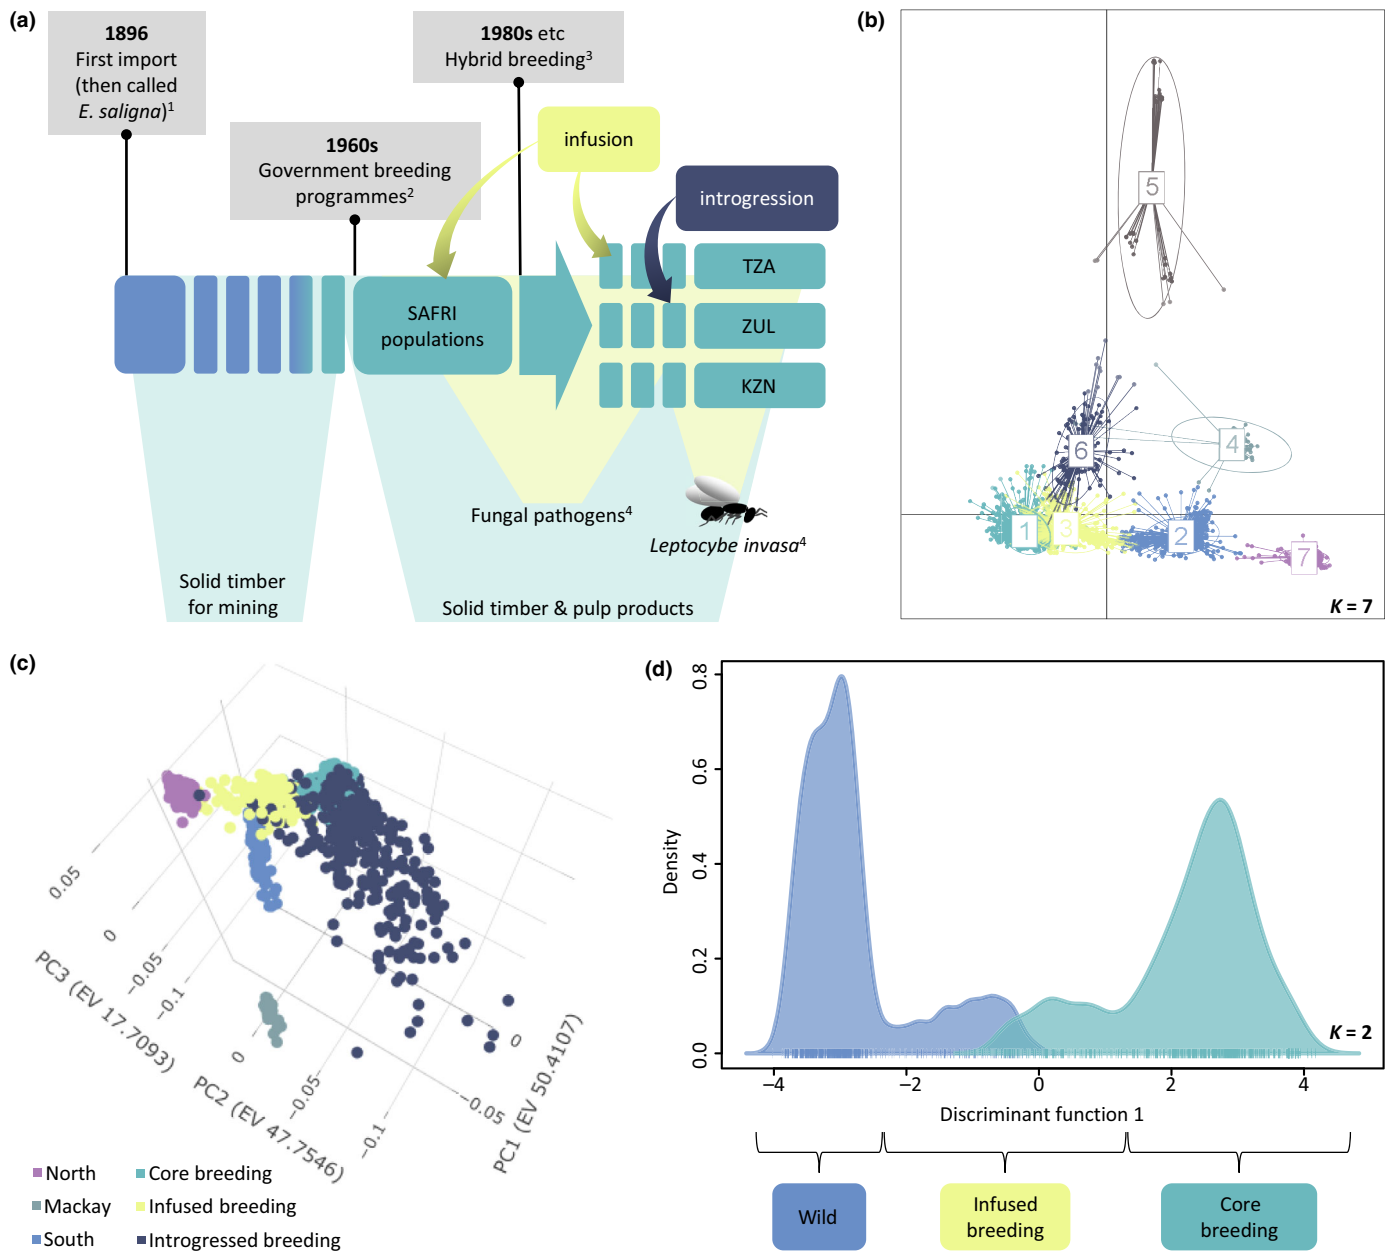 (a)
1896
First import
(then called
E. saligna)¹
1960s
Government breeding
programmes²
1980s etc
Hybrid breeding³
infusion
introgression
SAFRI
populations
TZA
ZUL
KZN
Fungal pathogens⁴
Leptocybe invasa⁴
Solid timber
for mining
Solid timber & pulp products
(b)
5
4
6
1
3
2
7
K = 7
(c)
0.05
0
−0.05
−0.1
PC3 (EV 17.7093)
0
−0.05
−0.1
PC2 (EV 47.7546)
0
−0.05
PC1 (EV 50.4107)
North
Mackay
South
Core breeding
Infused breeding
Introgressed breeding
(d)
0.8
0.6
0.4
0.2
0.0
Density
K = 2
−4
−2
0
2
4
Discriminant function 1
Wild
Infused
breeding
Core
breeding